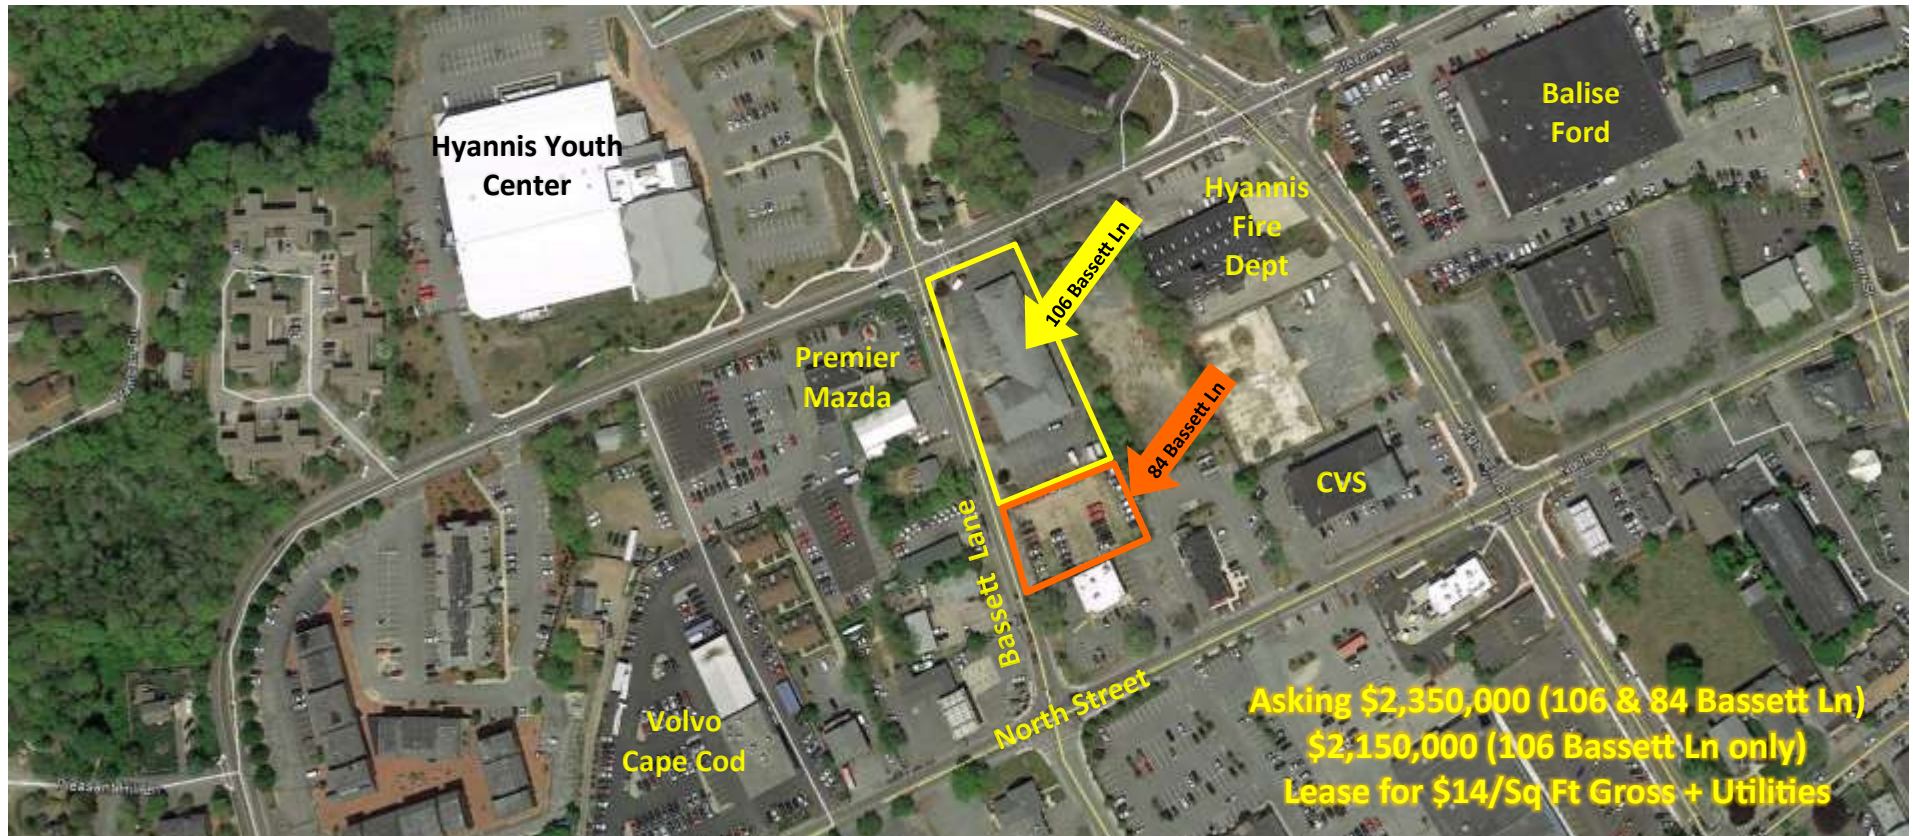 Balise
Ford
Hyannis Youth
Center
Hyannis
Fire
Dept
106 Bassett Ln
Premier
Mazda
84 Bassett Ln
CVS
Bassett Lane
North Street
Volvo
Cape Cod
Asking $2,350,000 (106 & 84 Bassett Ln)
$2,150,000 (106 Bassett Ln only)
Lease for $14/Sq Ft Gross + Utilities